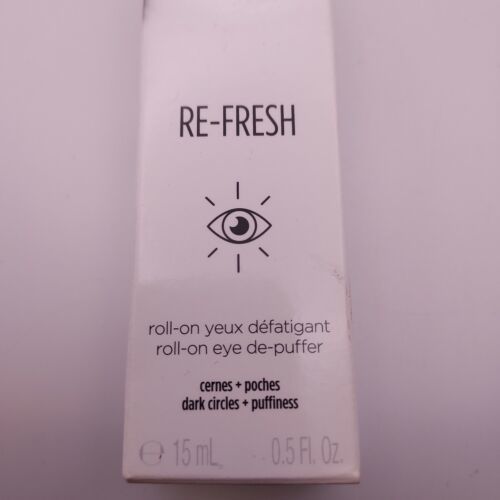 RE-FRESH
roll-on yeux défatigant
roll-on eye de-puffer
cernes + poches
dark circles + puffiness
℮ 15 mL 0.5 Fl. Oz.